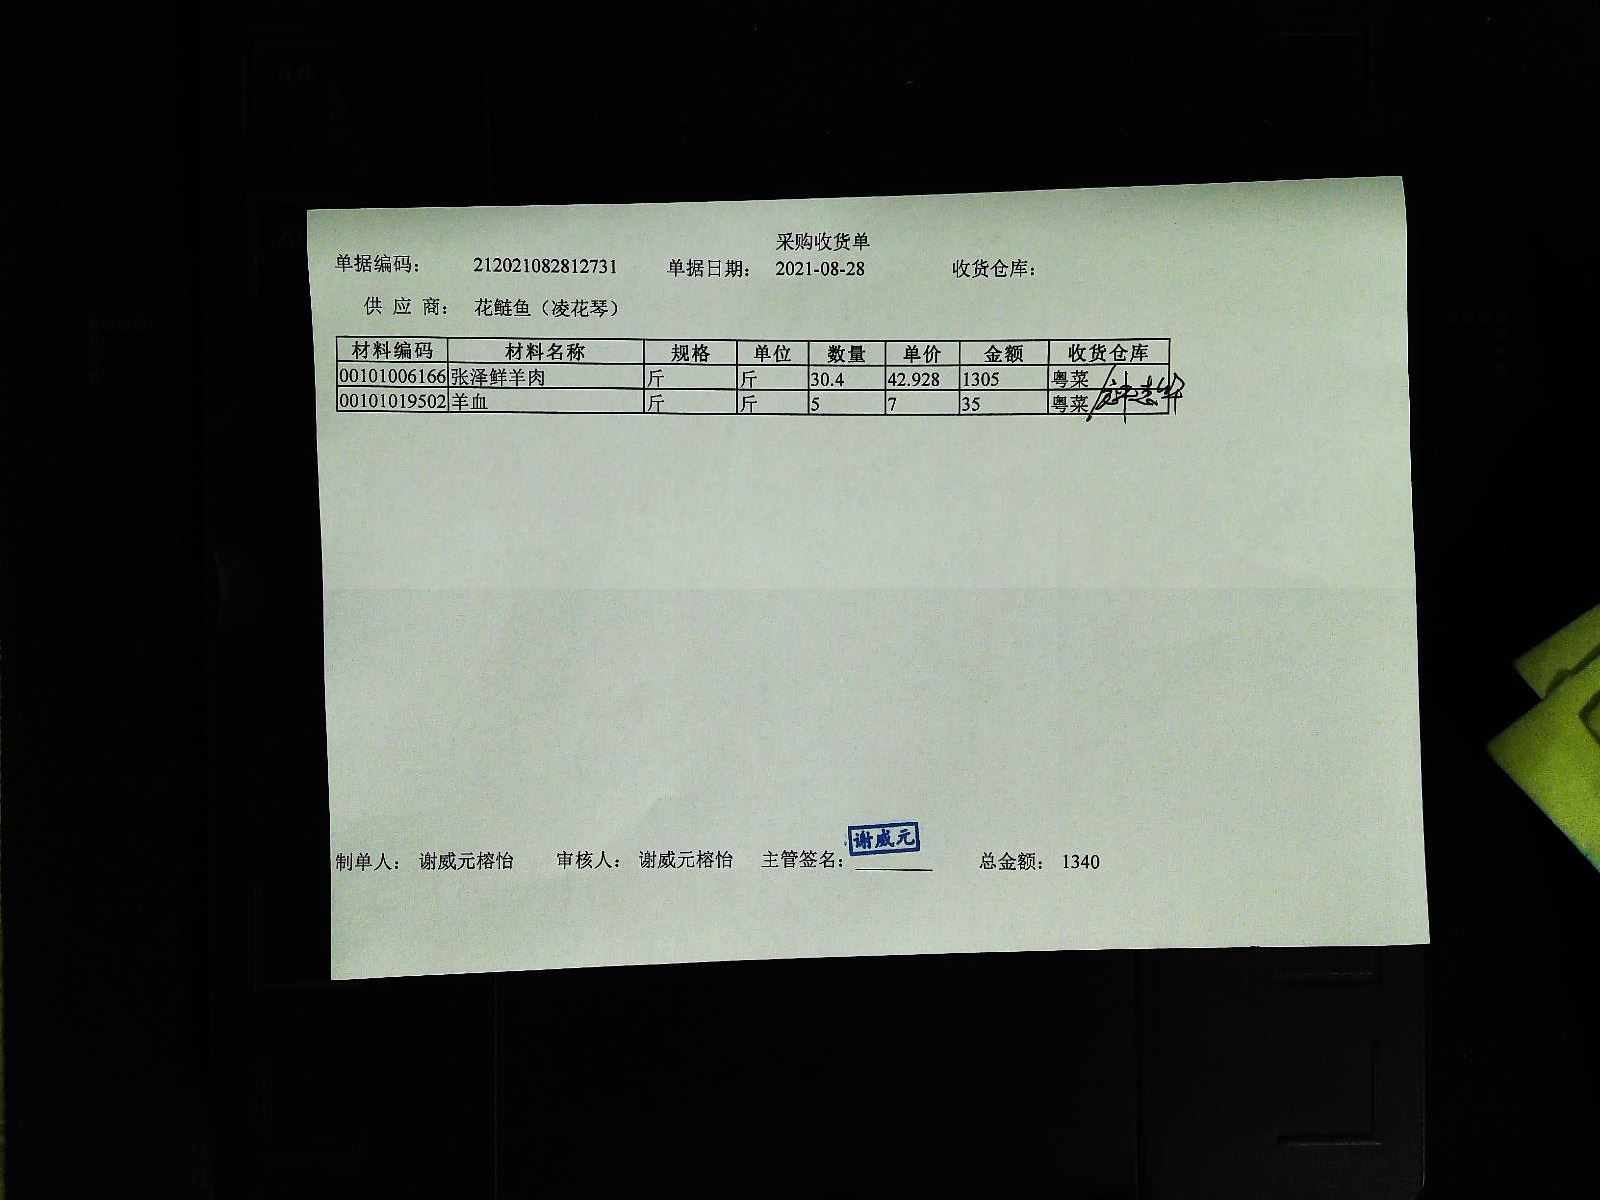 采购收货单
单据编码： 212021082812731 单据日期： 2021-08-28 收货仓库：
供 应 商： 花鲢鱼（凌花琴）
材料编码 材料名称 规格 单位 数量 单价 金额 收货仓库
00101006166 张泽鲜羊肉 斤 斤 30.4 42.928 1305 粤菜
00101019502 羊血 斤 斤 5 7 35 粤菜
谢威元
制单人： 谢威元榕怡 审核人： 谢威元榕怡 主管签名： 总金额： 1340